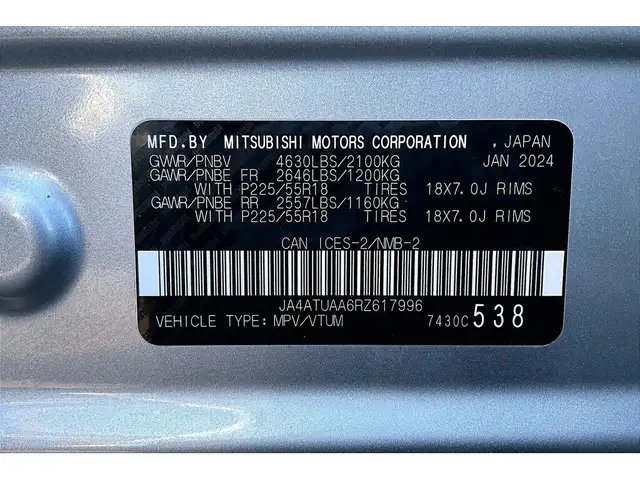 MFD.BY MITSUBISHI MOTORS CORPORATION , JAPAN
GWVR/PNBV 4630LBS/2100KG JAN 2024
GAWR/PNBE FR 2646LBS/1200KG
WITH P225/55R18 TIRES 18X7.0J RIMS
GAWR/PNBE RR 2557LBS/1160KG
WITH P225/55R18 TIRES 18X7.0J RIMS
CAN ICES-2/NMB-2
JA4ATUAA6RZ617996
VEHICLE TYPE: MPV/VTUM 7430C 538